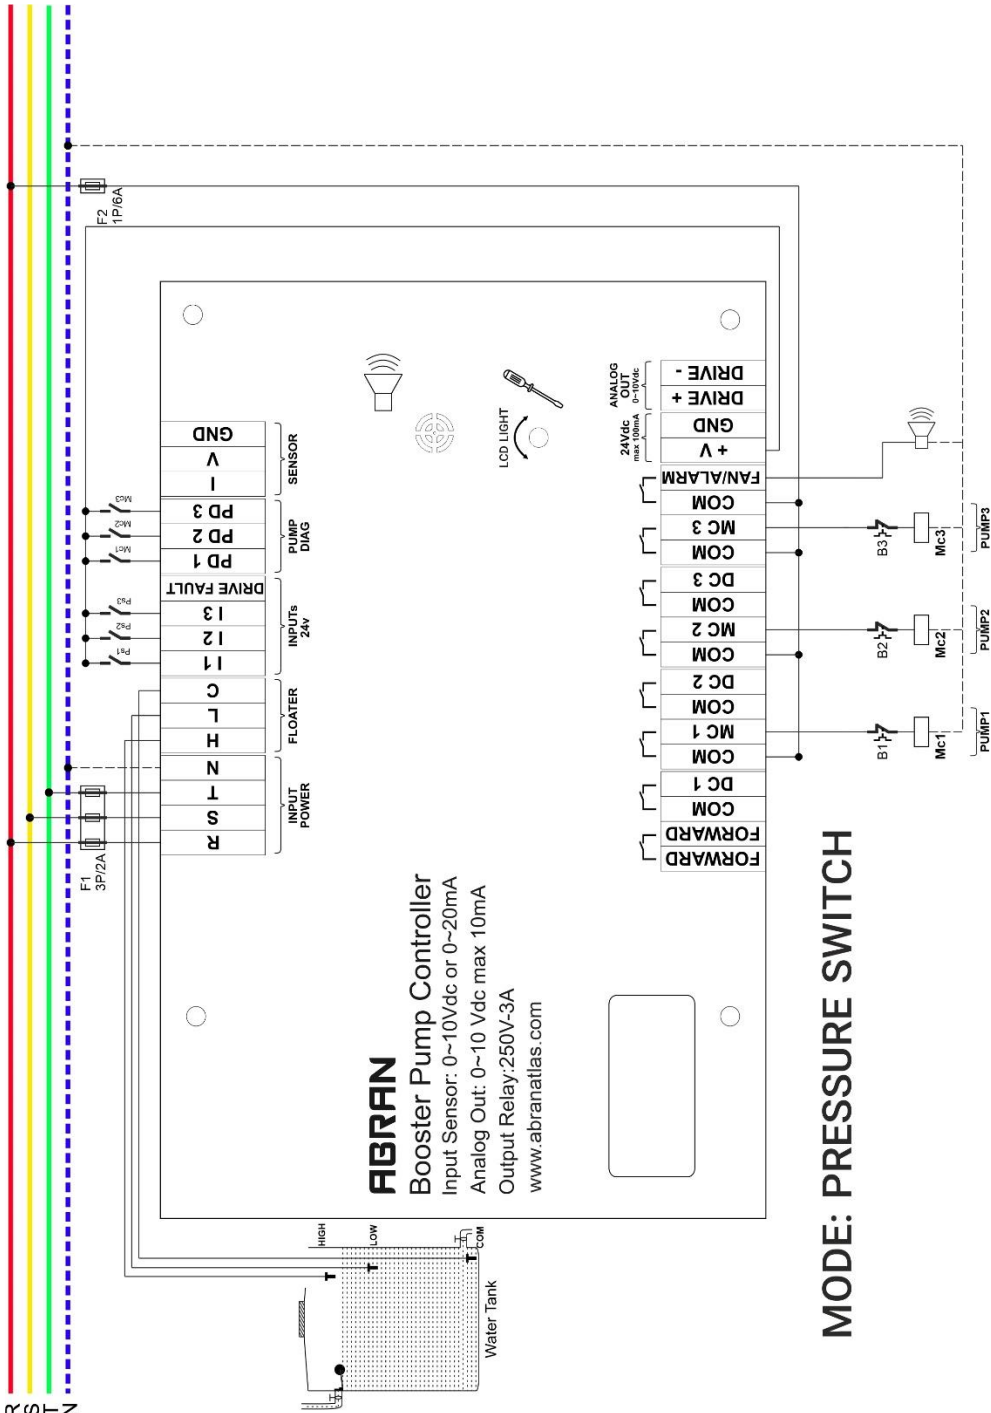 R
S
T
N
F1
3P/2A
F2
1P/6A
Ps1
Ps2
Ps3
Mc1
Mc2
Mc3
R
S
T
N
H
L
C
I 1
I 2
I 3
DRIVE FAULT
PD 1
PD 2
PD 3
I
V
GND
INPUT
POWER
FLOATER
INPUTs
24v
PUMP
DIAG
SENSOR
LCD LIGHT
ABRAN
Booster Pump Controller
Input Sensor: 0~10Vdc or 0~20mA
Analog Out: 0~10 Vdc max 10mA
Output Relay:250V-3A
www.abranatlas.com
HIGH
LOW
COM
Water Tank
24Vdc
max 100mA
ANALOG
OUT
0~10Vdc
FORWARD
FORWARD
COM
DC 1
COM
MC 1
COM
DC 2
COM
MC 2
COM
DC 3
COM
MC 3
COM
FAN/ALARM
+ V
GND
DRIVE +
DRIVE -
B1
B2
B3
Mc1
Mc2
Mc3
PUMP1
PUMP2
PUMP3
MODE: PRESSURE SWITCH